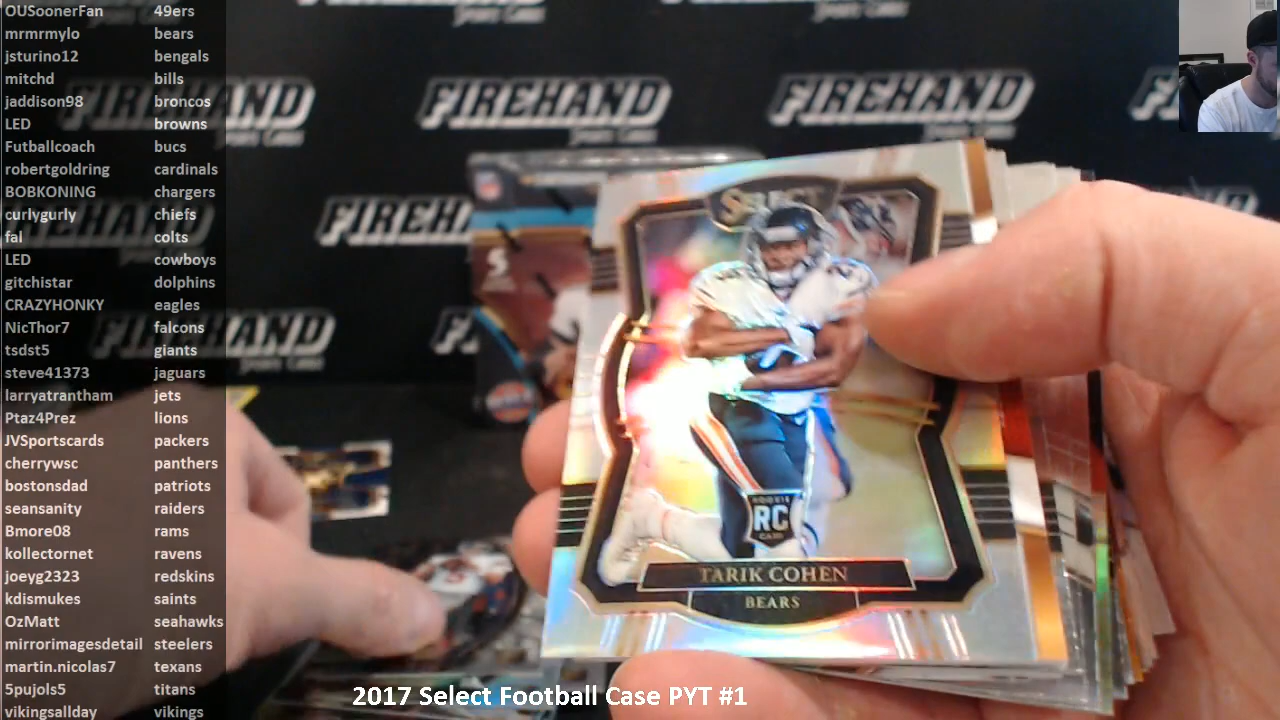 OUSoonerFan 49ers
mrmrmylo bears
jsturino12 bengals
mitchd bills
jaddison98 broncos
LED browns
Futballcoach bucs
robertgoldring cardinals
BOBKONING chargers
curlygurly chiefs
fal colts
LED cowboys
gitchistar dolphins
CRAZYHONKY eagles
NicThor7 falcons
tsdst5 giants
steve41373 jaguars
larryatrantham jets
Ptaz4Prez lions
JVSportscards packers
cherrywsc panthers
bostonsdad patriots
seansanity raiders
Bmore08 rams
kollectornet ravens
joeyg2323 redskins
kdismukes saints
OzMatt seahawks
mirrorimagesdetail steelers
martin.nicolas7 texans
5pujols5 titans
vikingsallday vikings
FIREHAND
FIREHAND
FIREHAND
FIREHAND
FIREHAND
FIREHAND
SELECT
ROOKIE
RC
CARD
TARIK COHEN
BEARS
2017 Select Football Case PYT #1